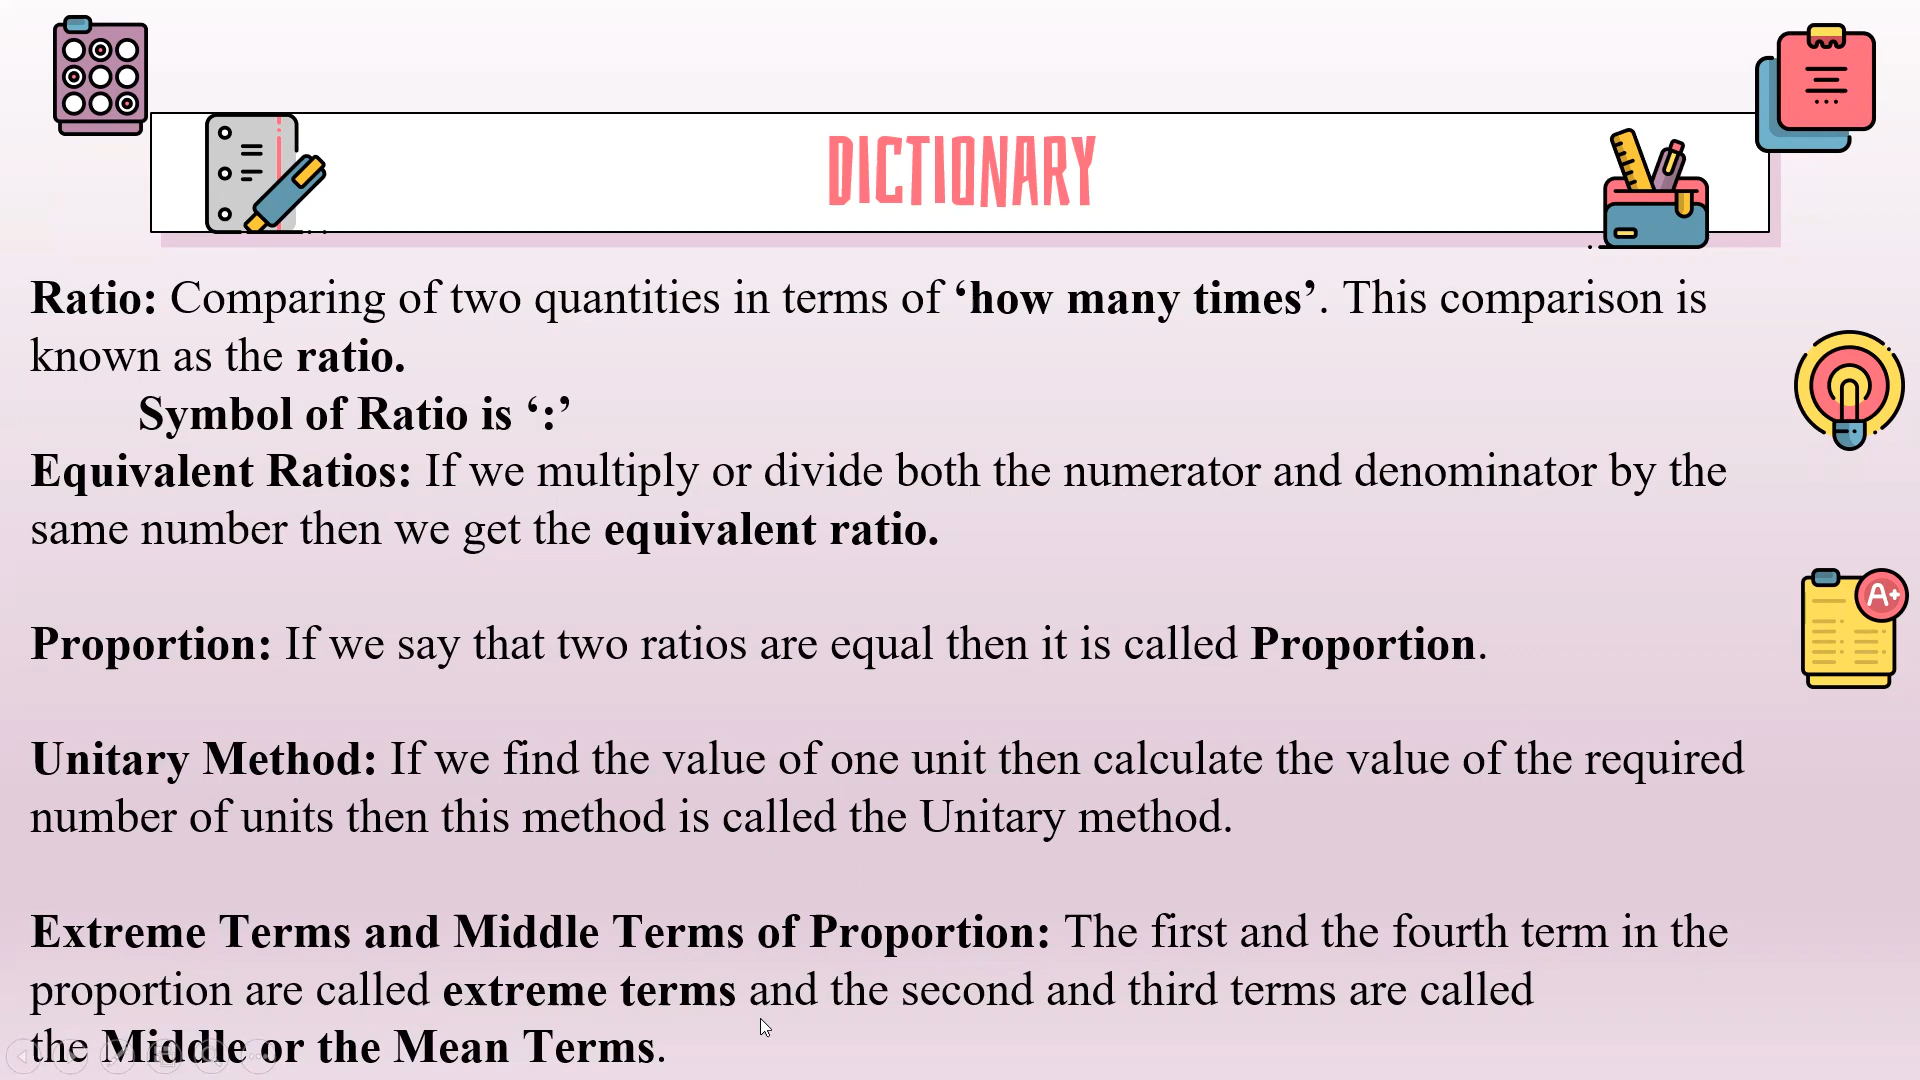 DICTIONARY
Ratio: Comparing of two quantities in terms of ‘how many times’. This comparison is
known as the ratio.
Symbol of Ratio is ‘:’
Equivalent Ratios: If we multiply or divide both the numerator and denominator by the
same number then we get the equivalent ratio.
Proportion: If we say that two ratios are equal then it is called Proportion.
Unitary Method: If we find the value of one unit then calculate the value of the required
number of units then this method is called the Unitary method.
Extreme Terms and Middle Terms of Proportion: The first and the fourth term in the
proportion are called extreme terms and the second and third terms are called
the Middle or the Mean Terms.
A+